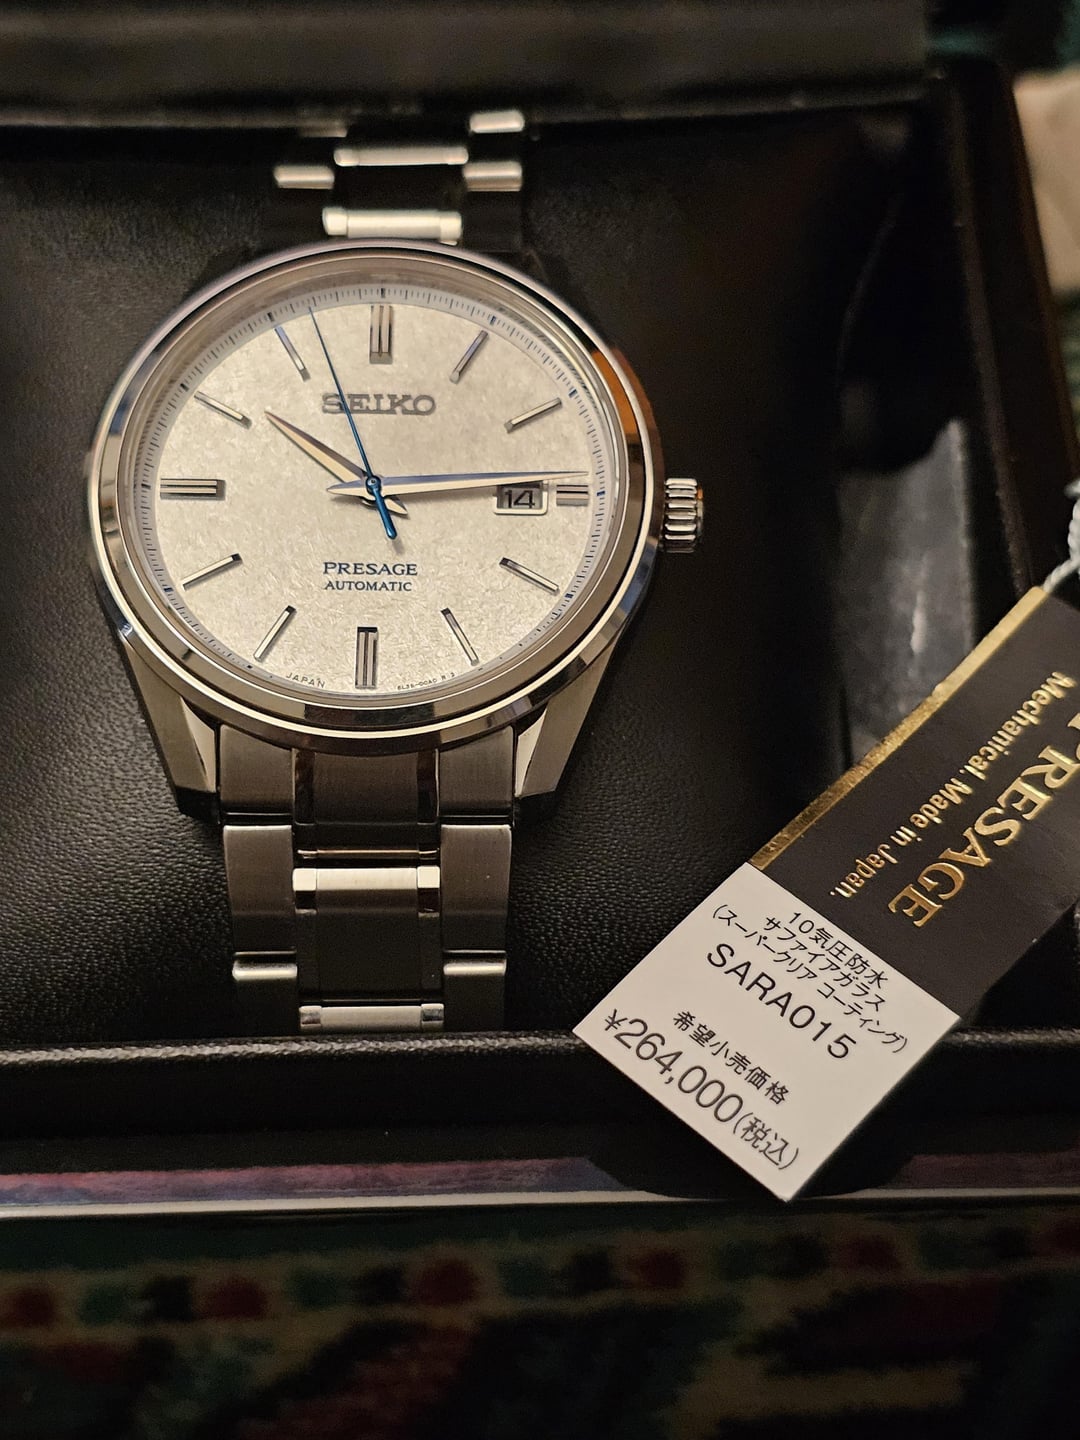 SEIKO
14
PRESAGE
AUTOMATIC
JAPAN
PRESAGE
Mechanical. Made in Japan.
10気圧防水
サファイアガラス
(スーパークリア コーティング)
SARA015
希望小売価格
¥264,000(税込)